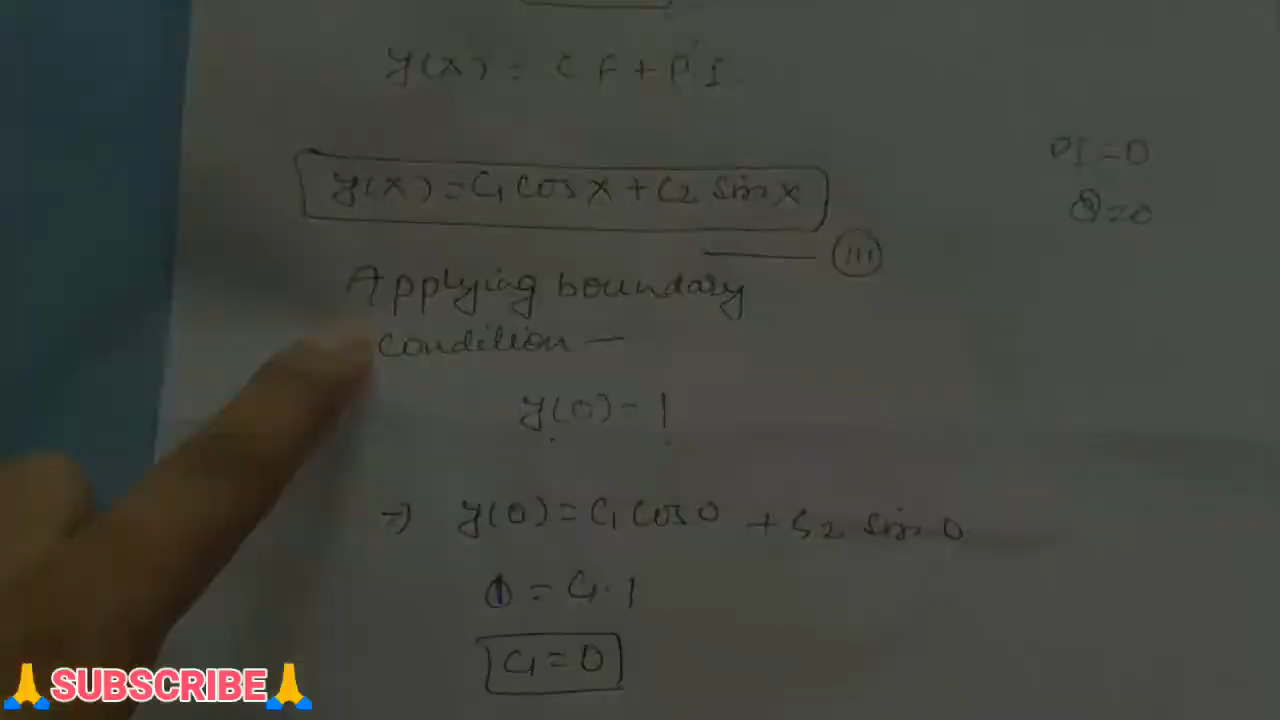 y(x) = CF + PI
PI = 0
y(x) = C1 cos x + C2 sin x
Q = 0
(III)
Applying boundary
condition —
y(0) = 1
⇒ y(0) = C1 cos 0 + C2 sin 0
= C1 . 1
C1 = 0
🙏SUBSCRIBE🙏